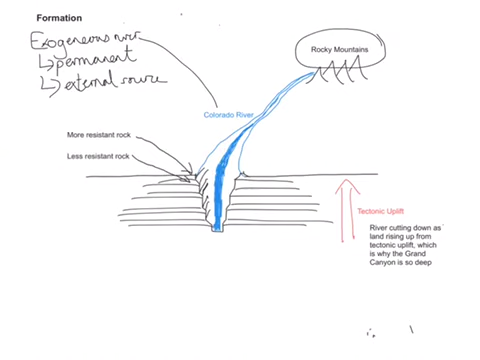 Formation
Exogeneous river
↳permanent
↳external source
Rocky Mountains
Colorado River
More resistant rock
Less resistant rock
Tectonic Uplift
River cutting down as
land rising up from
tectonic uplift, which
is why the Grand
Canyon is so deep